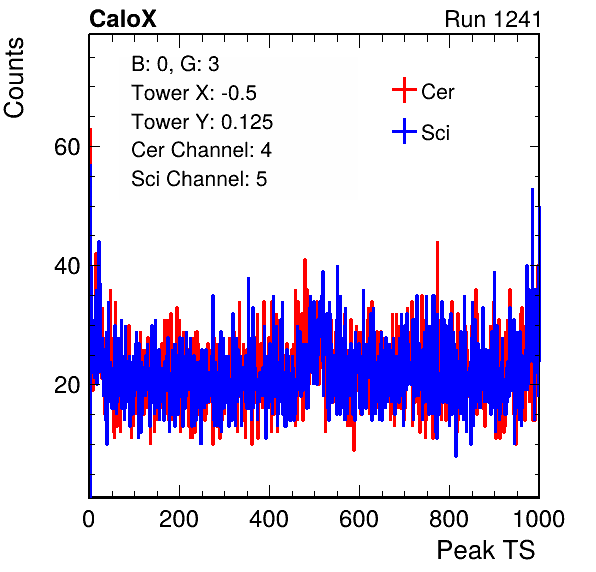 CaloX Run 1241
Counts
B: 0, G: 3
Tower X: -0.5
Tower Y: 0.125
Cer Channel: 4
Sci Channel: 5
Cer
Sci
60
40
20
0 200 400 600 800 1000
Peak TS